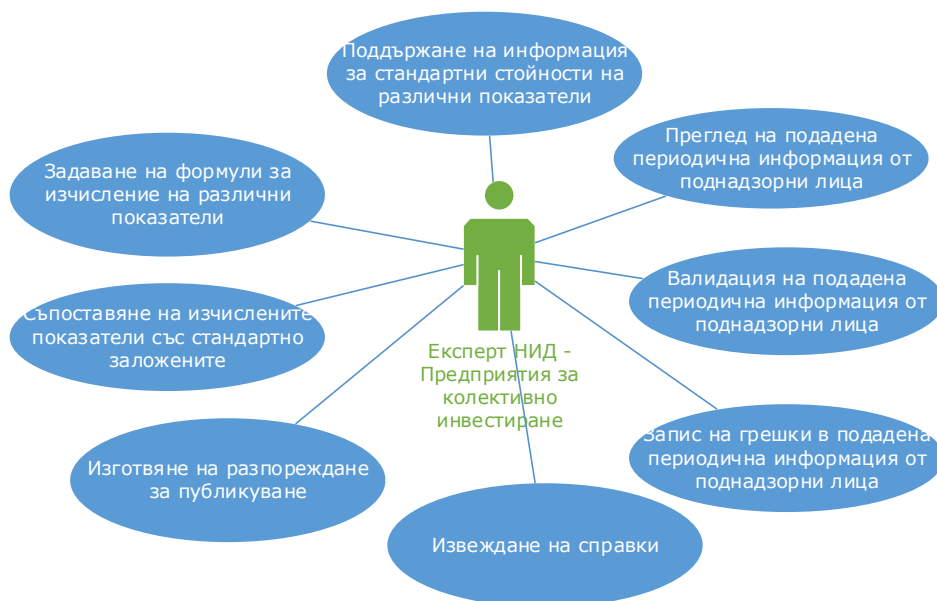 Поддържане на информация
за стандартни стойности на
различни показатели
Преглед на подадена
периодична информация от
поднадзорни лица
Задаване на формули за
изчисление на различни
показатели
Валидация на подадена
периодична информация от
поднадзорни лица
Съпоставяне на изчислените
показатели със стандартно
заложените
Експерт НИД -
Предприятия за
колективно
инвестиране
Запис на грешки в подадена
периодична информация от
поднадзорни лица
Изготвяне на разпореждане
за публикуване
Извеждане на справки